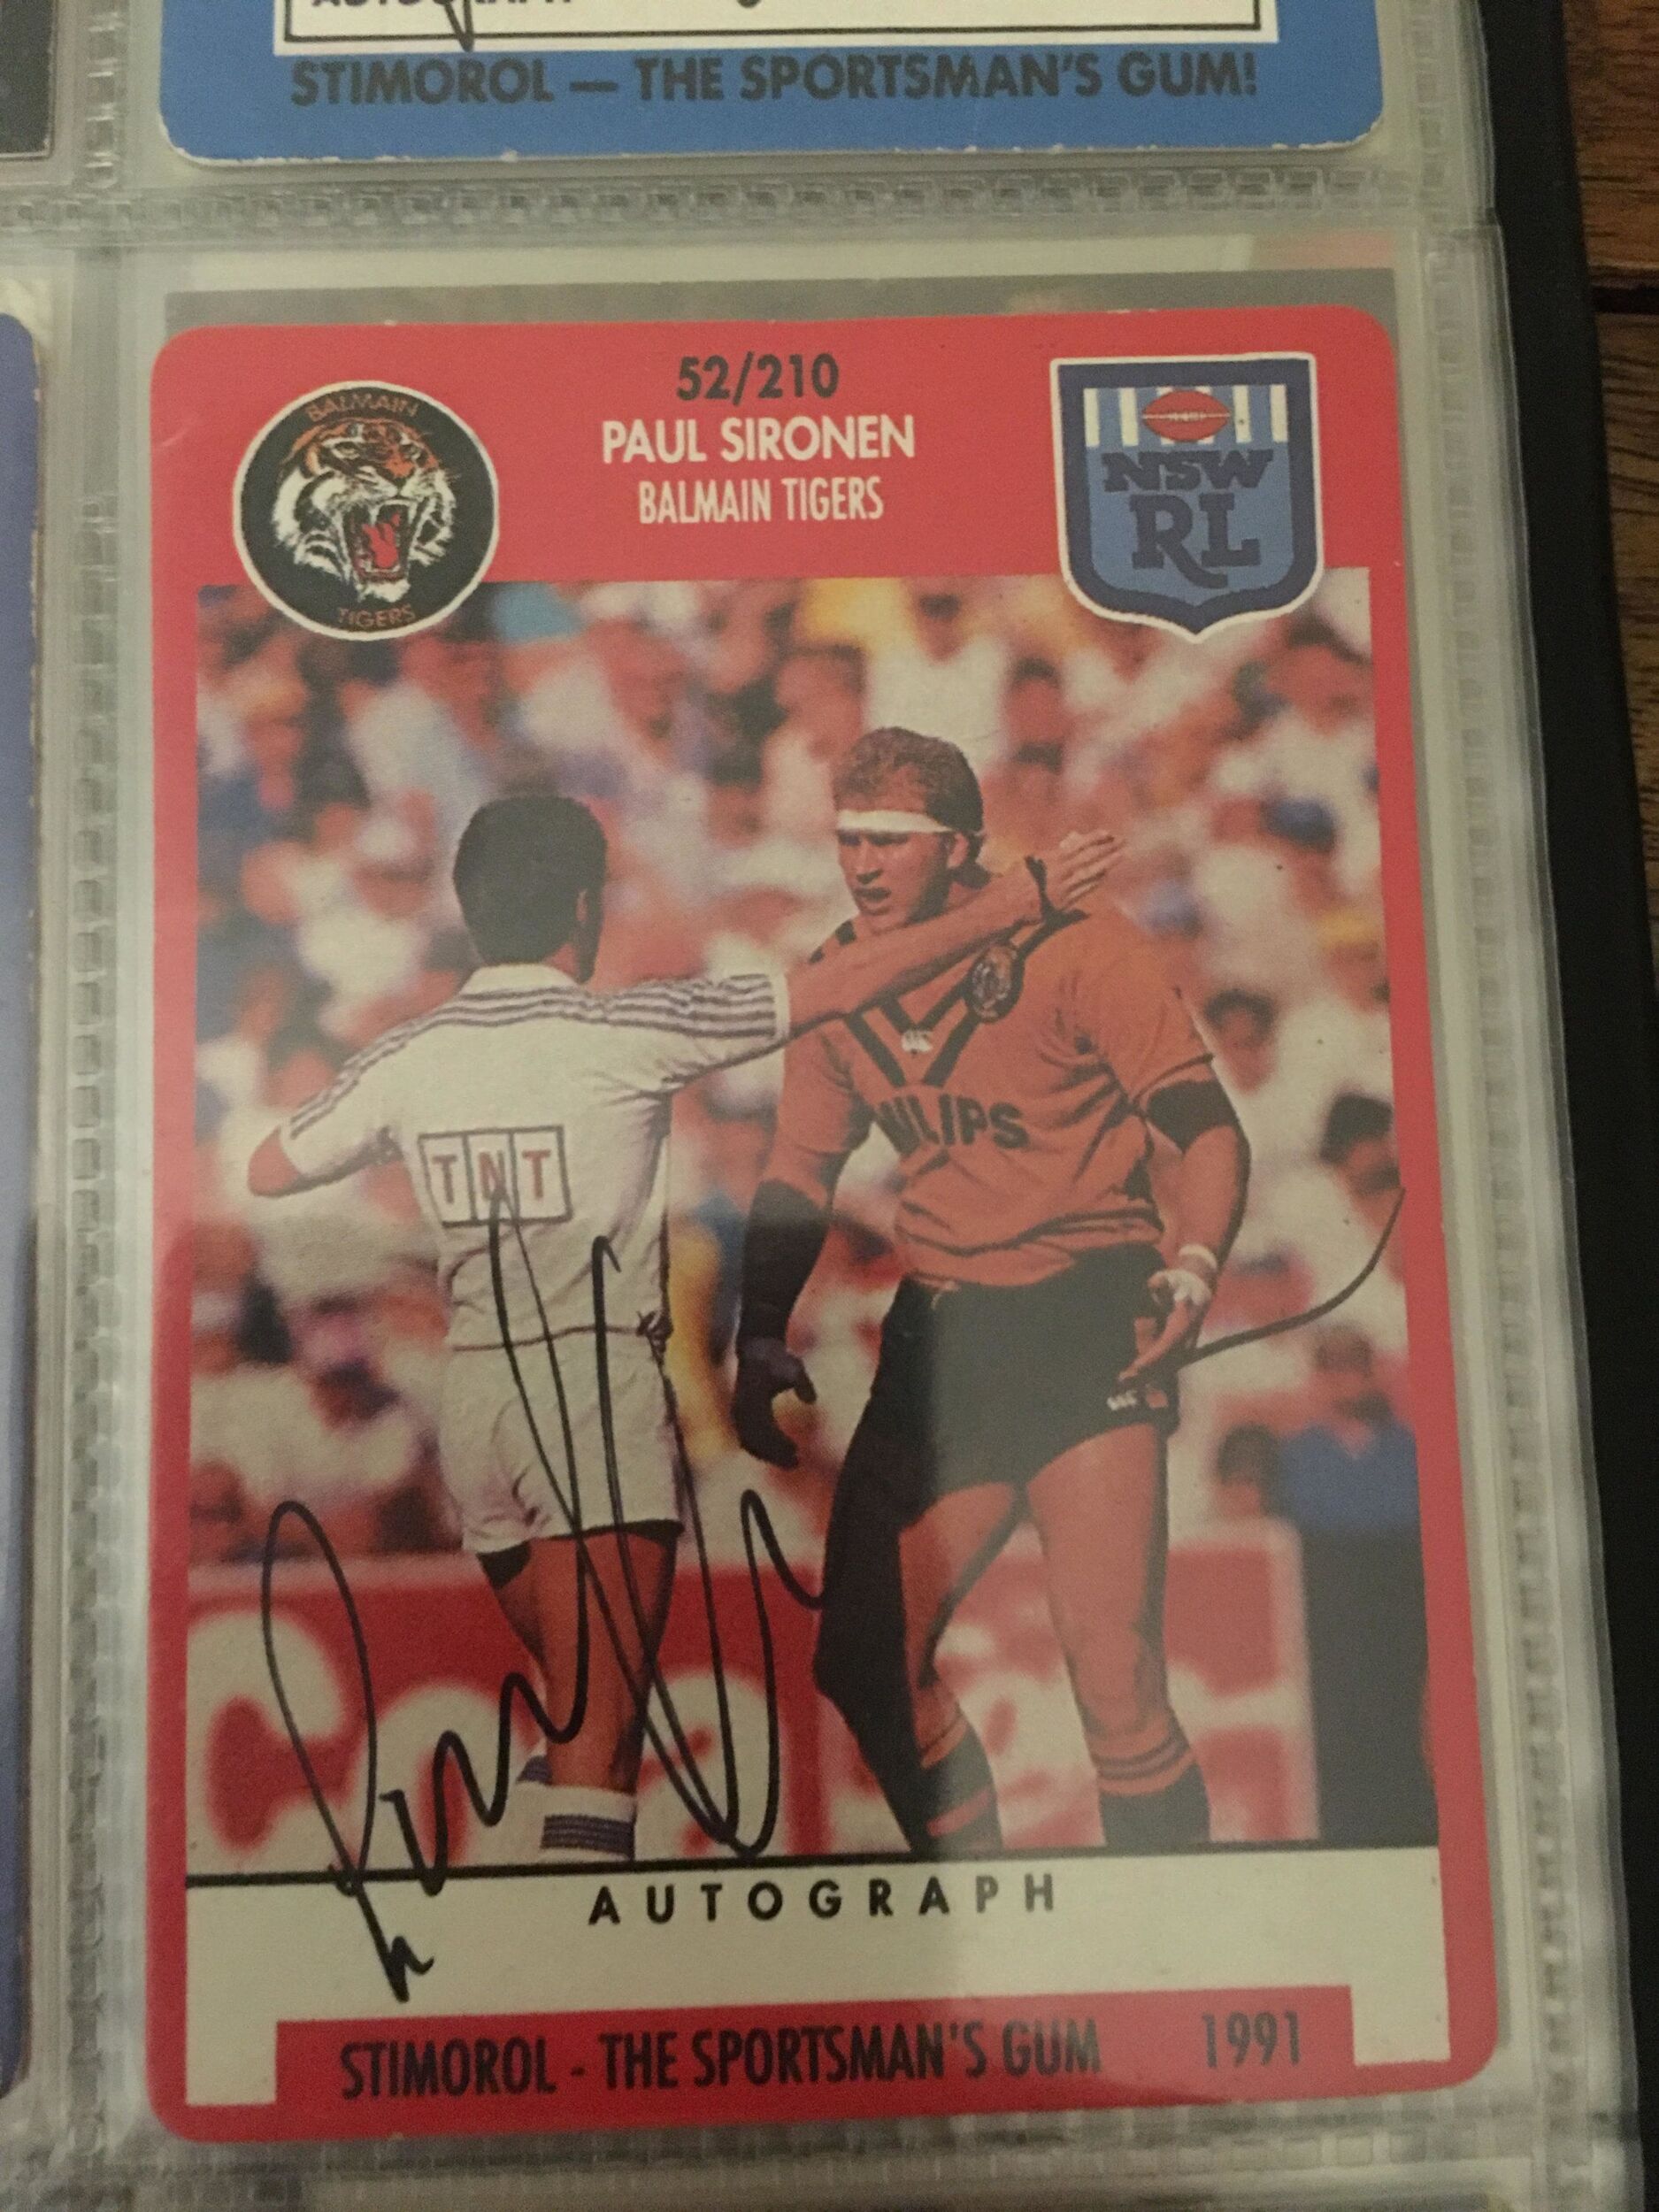 STIMOROL — THE SPORTSMAN'S GUM!
52/210
PAUL SIRONEN
BALMAIN TIGERS
BALMAIN
TIGERS
NSW
RL
TNT
AUTOGRAPH
STIMOROL - THE SPORTSMAN'S GUM 1991